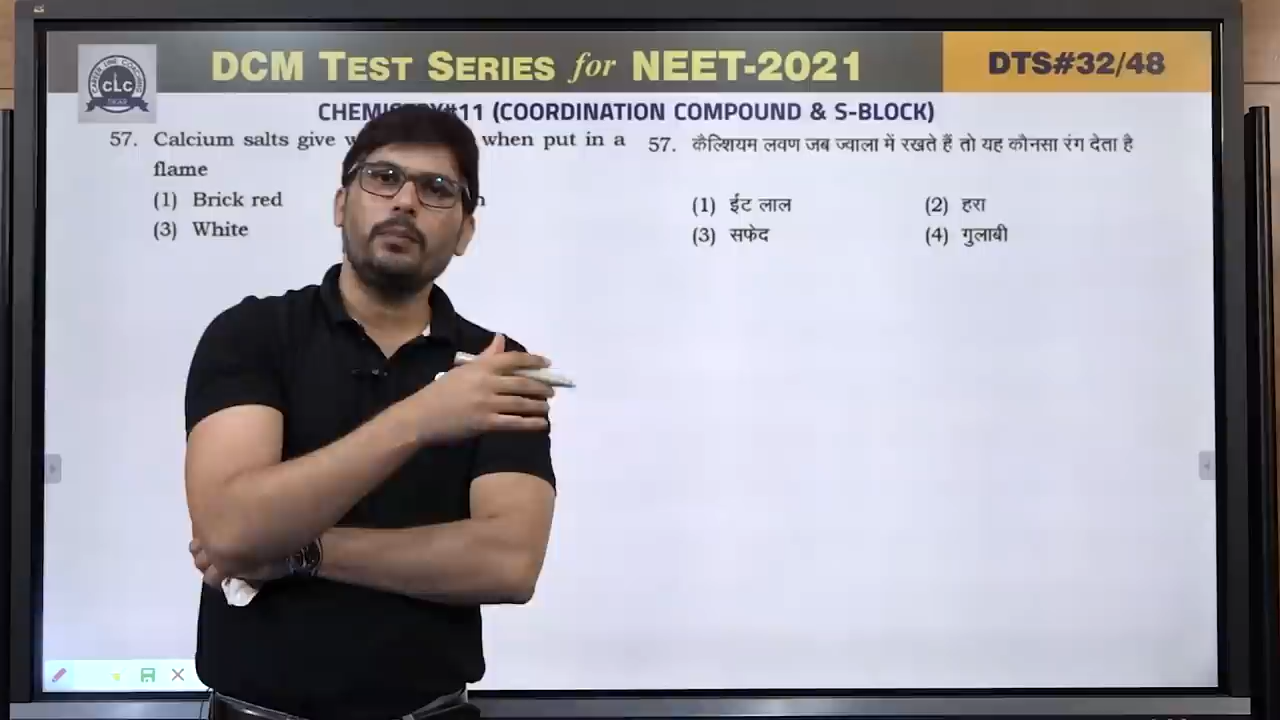 DCM TEST SERIES for NEET-2021
DTS#32/48
CLC
CHEMISTRY#11 (COORDINATION COMPOUND & S-BLOCK)
57. Calcium salts give when put in a
flame
(1) Brick red
(3) White
57. कैल्शियम लवण जब ज्वाला में रखते हैं तो यह कौनसा रंग देता है
(1) ईंट लाल (2) हरा
(3) सफेद (4) गुलाबी